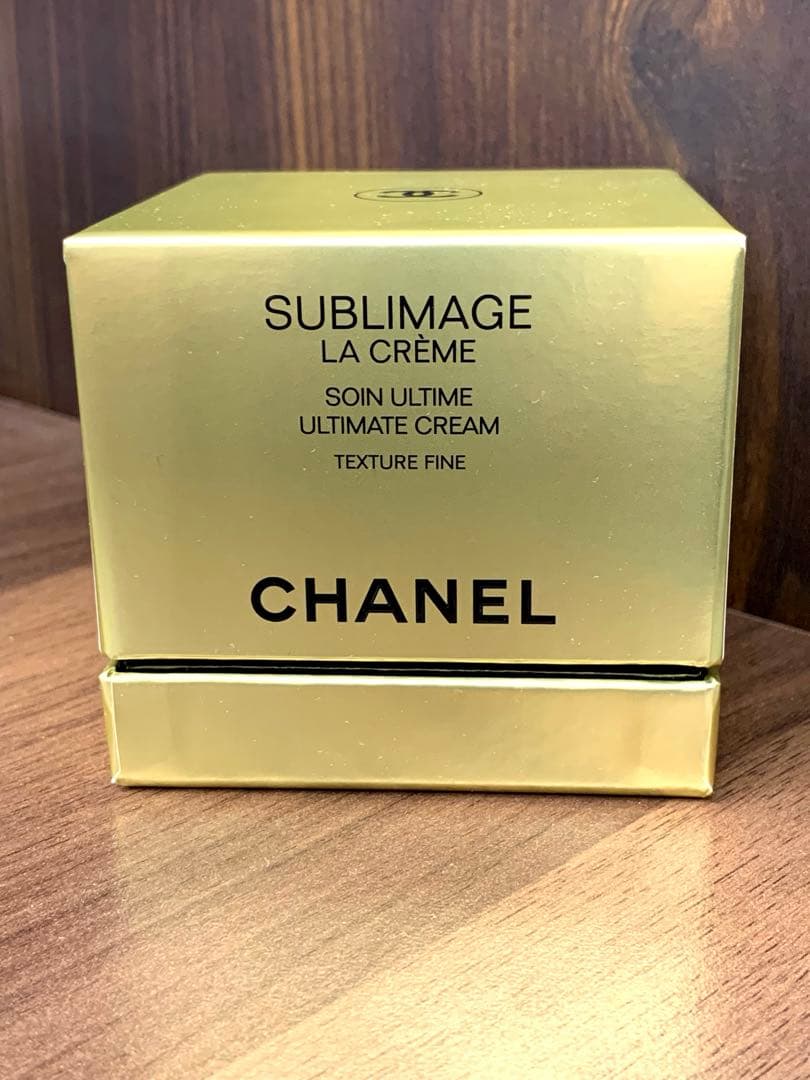 SUBLIMAGE
LA CRÈME
SOIN ULTIME
ULTIMATE CREAM
TEXTURE FINE
CHANEL